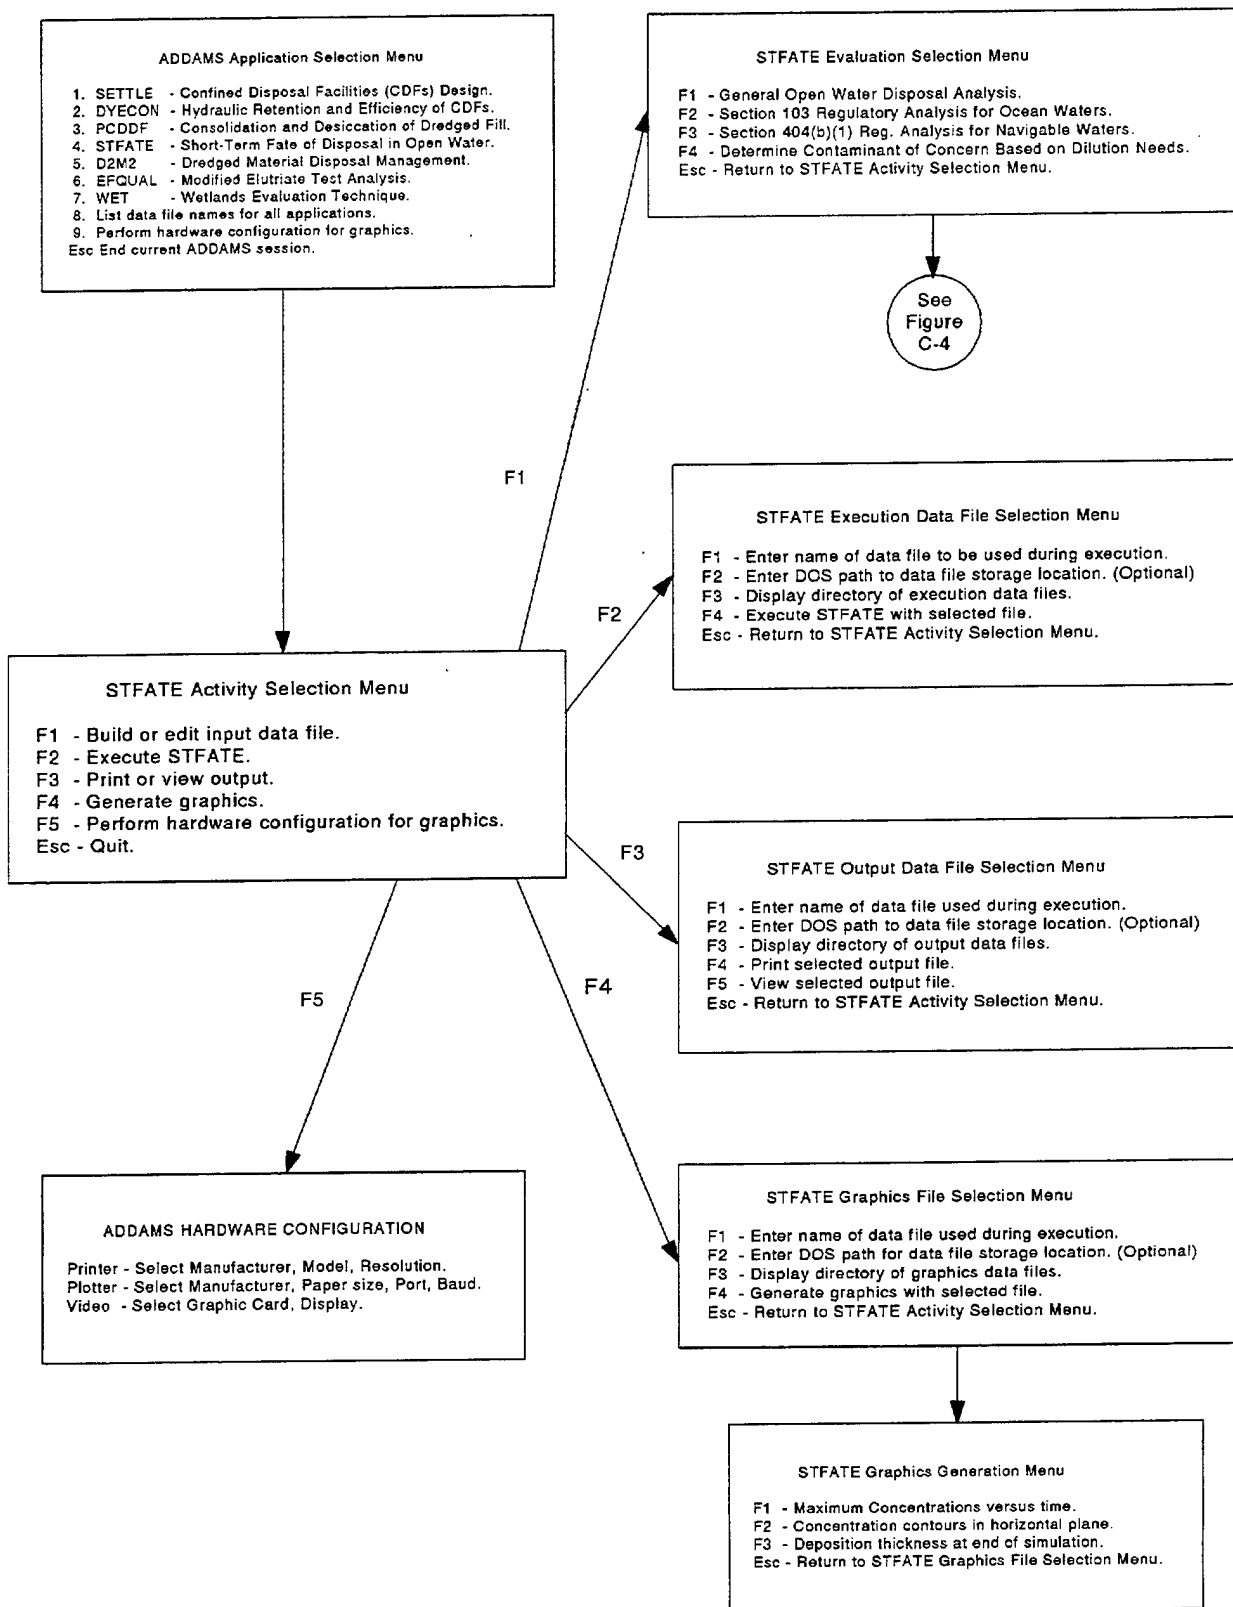 ADDAMS Application Selection Menu
1. SETTLE - Confined Disposal Facilities (CDFs) Design.
2. DYECON - Hydraulic Retention and Efficiency of CDFs.
3. PCDDF - Consolidation and Desiccation of Dredged Fill.
4. STFATE - Short-Term Fate of Disposal in Open Water.
5. D2M2 - Dredged Material Disposal Management.
6. EFQUAL - Modified Elutriate Test Analysis.
7. WET - Wetlands Evaluation Technique.
8. List data file names for all applications.
9. Perform hardware configuration for graphics.
Esc End current ADDAMS session.
STFATE Evaluation Selection Menu
F1 - General Open Water Disposal Analysis.
F2 - Section 103 Regulatory Analysis for Ocean Waters.
F3 - Section 404(b)(1) Reg. Analysis for Navigable Waters.
F4 - Determine Contaminant of Concern Based on Dilution Needs.
Esc - Return to STFATE Activity Selection Menu.
See
Figure
C-4
F1
STFATE Execution Data File Selection Menu
F1 - Enter name of data file to be used during execution.
F2 - Enter DOS path to data file storage location. (Optional)
F3 - Display directory of execution data files.
F4 - Execute STFATE with selected file.
Esc - Return to STFATE Activity Selection Menu.
F2
STFATE Activity Selection Menu
F1 - Build or edit input data file.
F2 - Execute STFATE.
F3 - Print or view output.
F4 - Generate graphics.
F5 - Perform hardware configuration for graphics.
Esc - Quit.
F3
STFATE Output Data File Selection Menu
F1 - Enter name of data file used during execution.
F2 - Enter DOS path to data file storage location. (Optional)
F3 - Display directory of output data files.
F4 - Print selected output file.
F5 - View selected output file.
Esc - Return to STFATE Activity Selection Menu.
F5
F4
ADDAMS HARDWARE CONFIGURATION
Printer - Select Manufacturer, Model, Resolution.
Plotter - Select Manufacturer, Paper size, Port, Baud.
Video - Select Graphic Card, Display.
STFATE Graphics File Selection Menu
F1 - Enter name of data file used during execution.
F2 - Enter DOS path for data file storage location. (Optional)
F3 - Display directory of graphics data files.
F4 - Generate graphics with selected file.
Esc - Return to STFATE Activity Selection Menu.
STFATE Graphics Generation Menu
F1 - Maximum Concentrations versus time.
F2 - Concentration contours in horizontal plane.
F3 - Deposition thickness at end of simulation.
Esc - Return to STFATE Graphics File Selection Menu.